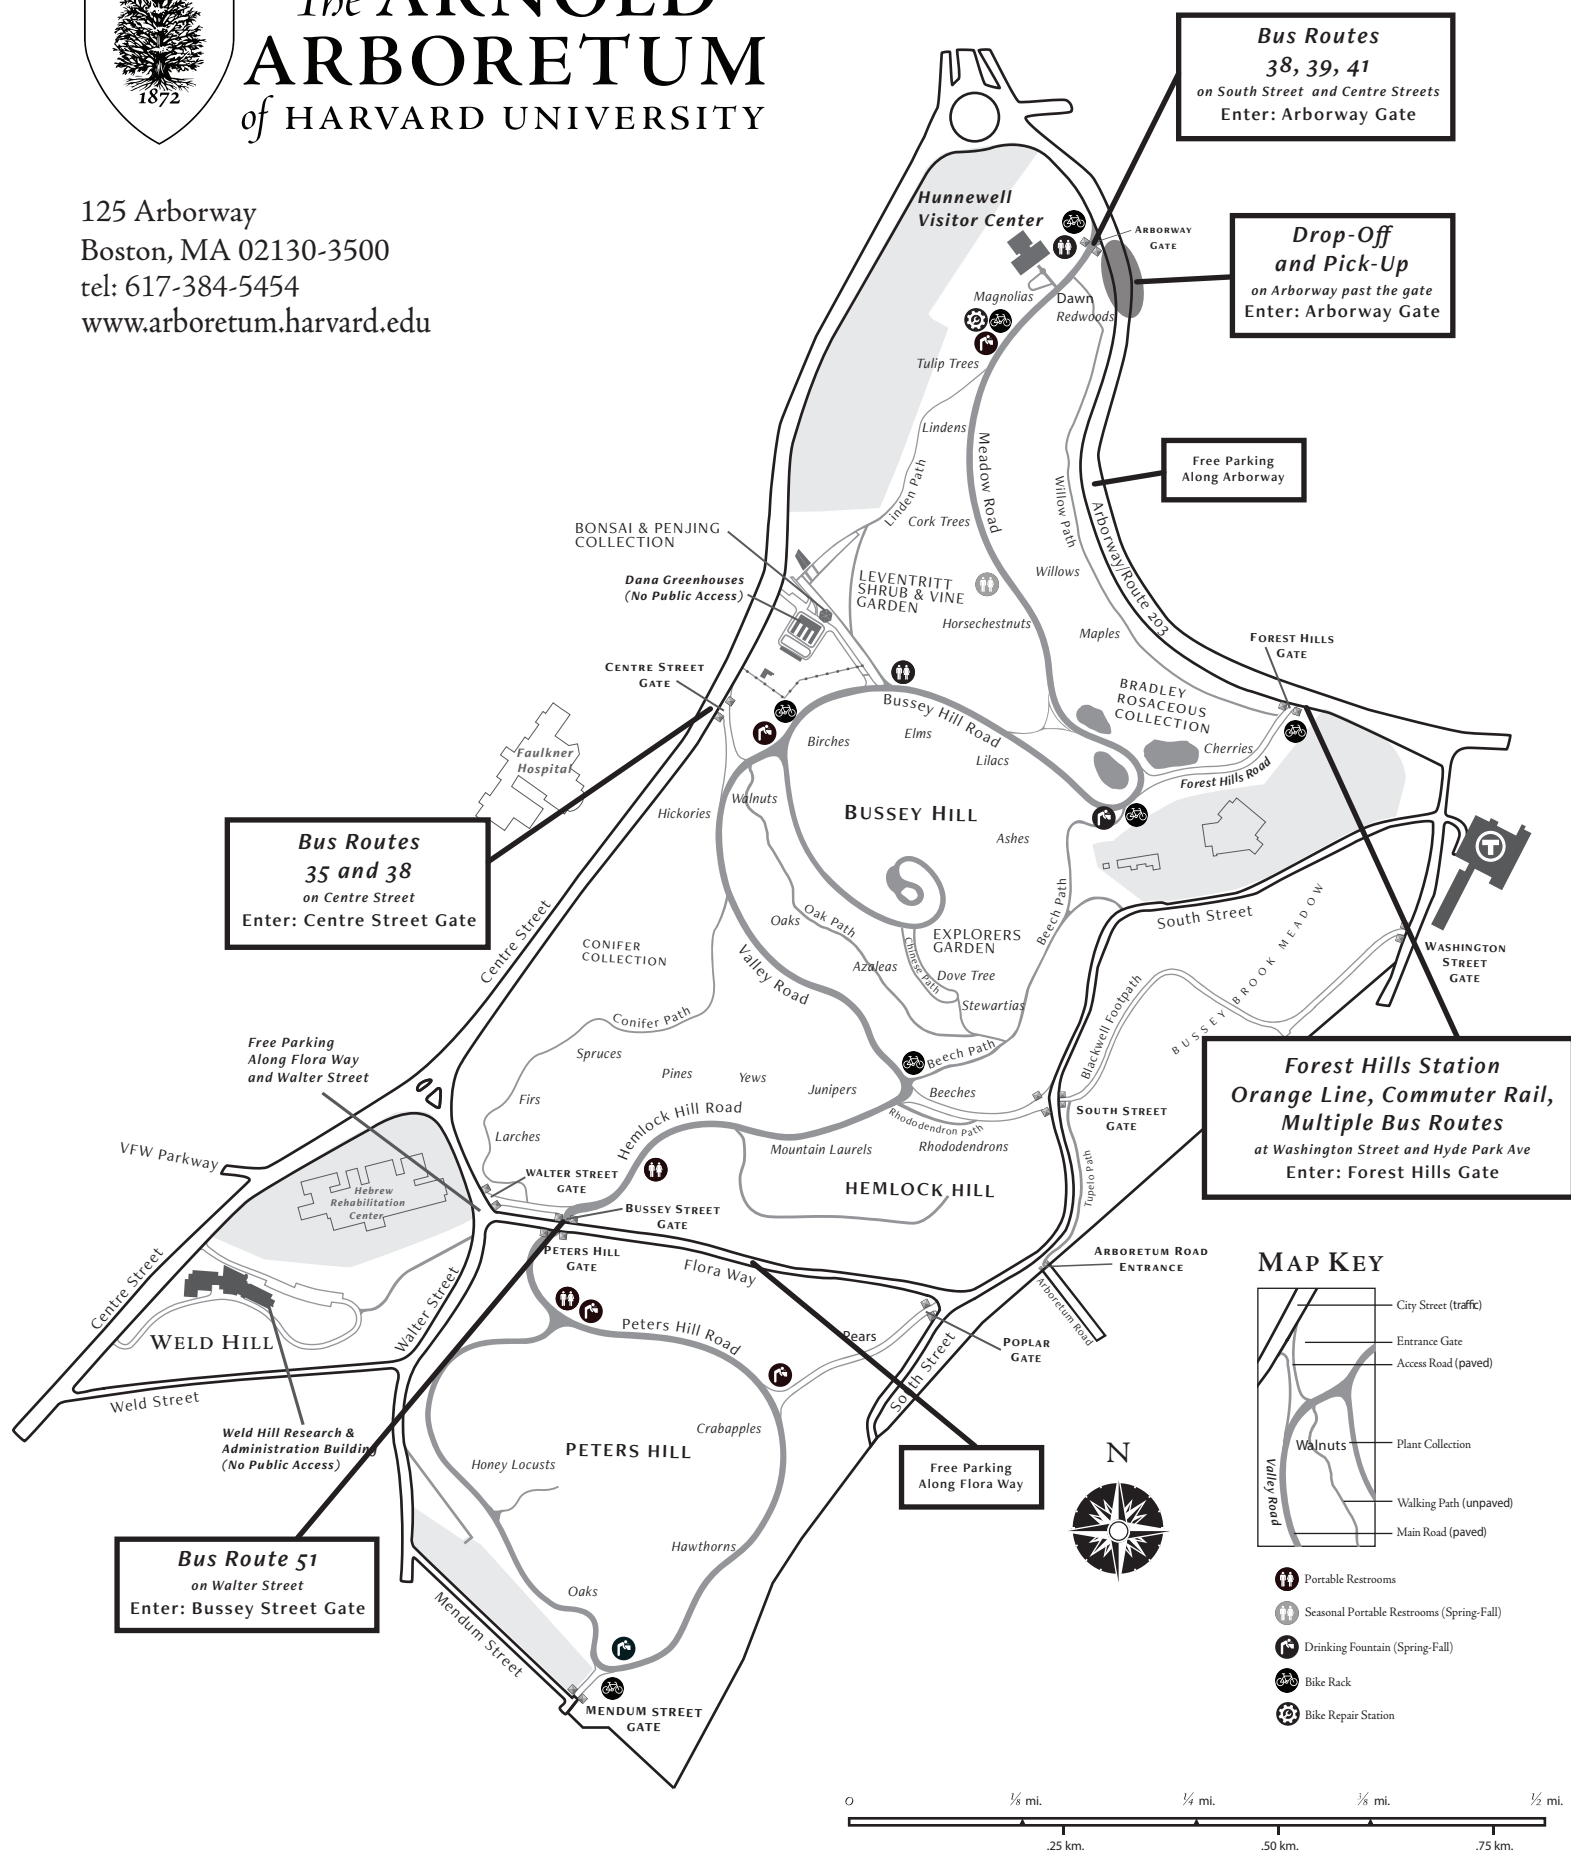 The ARNOLD
ARBORETUM
of HARVARD UNIVERSITY
1872
125 Arborway
Boston, MA 02130-3500
tel: 617-384-5454
www.arboretum.harvard.edu
Bus Routes
38, 39, 41
on South Street and Centre Streets
Enter: Arborway Gate
Hunnewell
Visitor Center
ARBORWAY
GATE
Drop-Off
and Pick-Up
on Arborway past the gate
Enter: Arborway Gate
Magnolias
Dawn
Redwoods
Tulip Trees
Lindens
Meadow Road
Linden Path
Willow Path
Free Parking
Along Arborway
Arborway/Route 203
Cork Trees
BONSAI & PENJING
COLLECTION
Dana Greenhouses
(No Public Access)
LEVENTRITT
SHRUB & VINE
GARDEN
Willows
Horsechestnuts
Maples
FOREST HILLS
GATE
CENTRE STREET
GATE
BRADLEY
ROSACEOUS
COLLECTION
Bussey Hill Road
Birches
Elms
Lilacs
Cherries
Forest Hills Road
Faulkner
Hospital
Walnuts
Hickories
BUSSEY HILL
Ashes
T
Bus Routes
35 and 38
on Centre Street
Enter: Centre Street Gate
Centre Street
CONIFER
COLLECTION
Oaks
Oak Path
Valley Road
Azaleas
Chinese Path
EXPLORERS
GARDEN
Dove Tree
Stewartias
Beech Path
South Street
BUSSEY BROOK MEADOW
WASHINGTON
STREET
GATE
Blackwell Footpath
Conifer Path
Free Parking
Along Flora Way
and Walter Street
Spruces
Pines
Yews
Junipers
Beech Path
Beeches
Firs
Larches
Hemlock Hill Road
Rhododendron Path
Mountain Laurels
Rhododendrons
SOUTH STREET
GATE
Forest Hills Station
Orange Line, Commuter Rail,
Multiple Bus Routes
at Washington Street and Hyde Park Ave
Enter: Forest Hills Gate
VFW Parkway
Hebrew
Rehabilitation
Center
WALTER STREET
GATE
HEMLOCK HILL
Tupelo Path
BUSSEY STREET
GATE
PETERS HILL
GATE
Flora Way
ARBORETUM ROAD
ENTRANCE
Arboretum Road
Centre Street
Walter Street
WELD HILL
Weld Street
Peters Hill Road
Pears
POPLAR
GATE
South Street
Weld Hill Research &
Administration Building
(No Public Access)
Crabapples
PETERS HILL
Honey Locusts
Free Parking
Along Flora Way
N
Bus Route 51
on Walter Street
Enter: Bussey Street Gate
Hawthorns
Oaks
Mendum Street
MENDUM STREET
GATE
MAP KEY
City Street (traffic)
Entrance Gate
Access Road (paved)
Walnuts
Plant Collection
Valley Road
Walking Path (unpaved)
Main Road (paved)
Portable Restrooms
Seasonal Portable Restrooms (Spring-Fall)
Drinking Fountain (Spring-Fall)
Bike Rack
Bike Repair Station
0 1/8 mi. 1/4 mi. 3/8 mi. 1/2 mi.
.25 km. .50 km. .75 km.